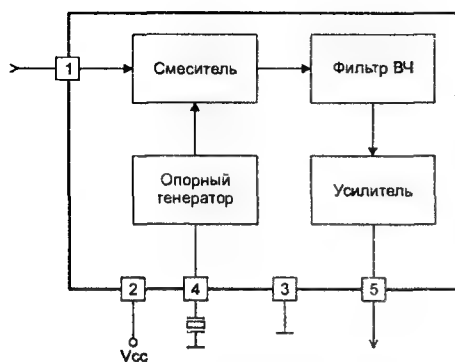 1
Смеситель
Фильтр ВЧ
Опорный
генератор
Усилитель
2
4
3
5
Vcc